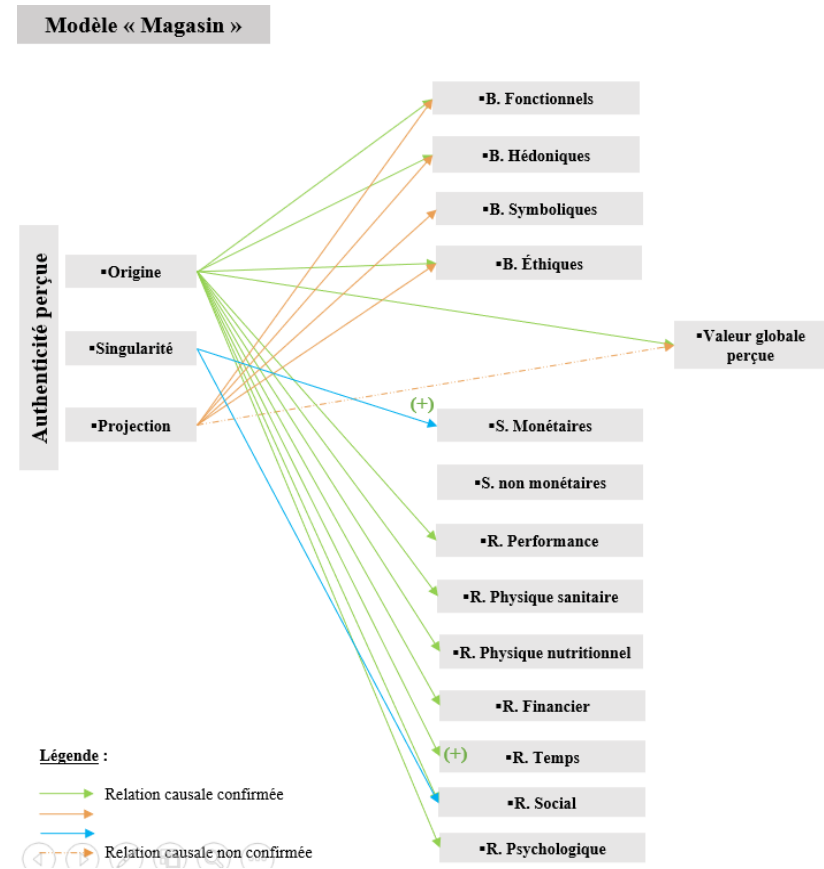 Modèle « Magasin »
▪B. Fonctionnels
▪B. Hédoniques
▪B. Symboliques
▪B. Éthiques
Authenticité perçue
▪Origine
▪Singularité
▪Projection
▪Valeur globale
perçue
(+)
▪S. Monétaires
▪S. non monétaires
▪R. Performance
▪R. Physique sanitaire
▪R. Physique nutritionnel
▪R. Financier
(+)
▪R. Temps
▪R. Social
▪R. Psychologique
Légende :
Relation causale confirmée
Relation causale non confirmée